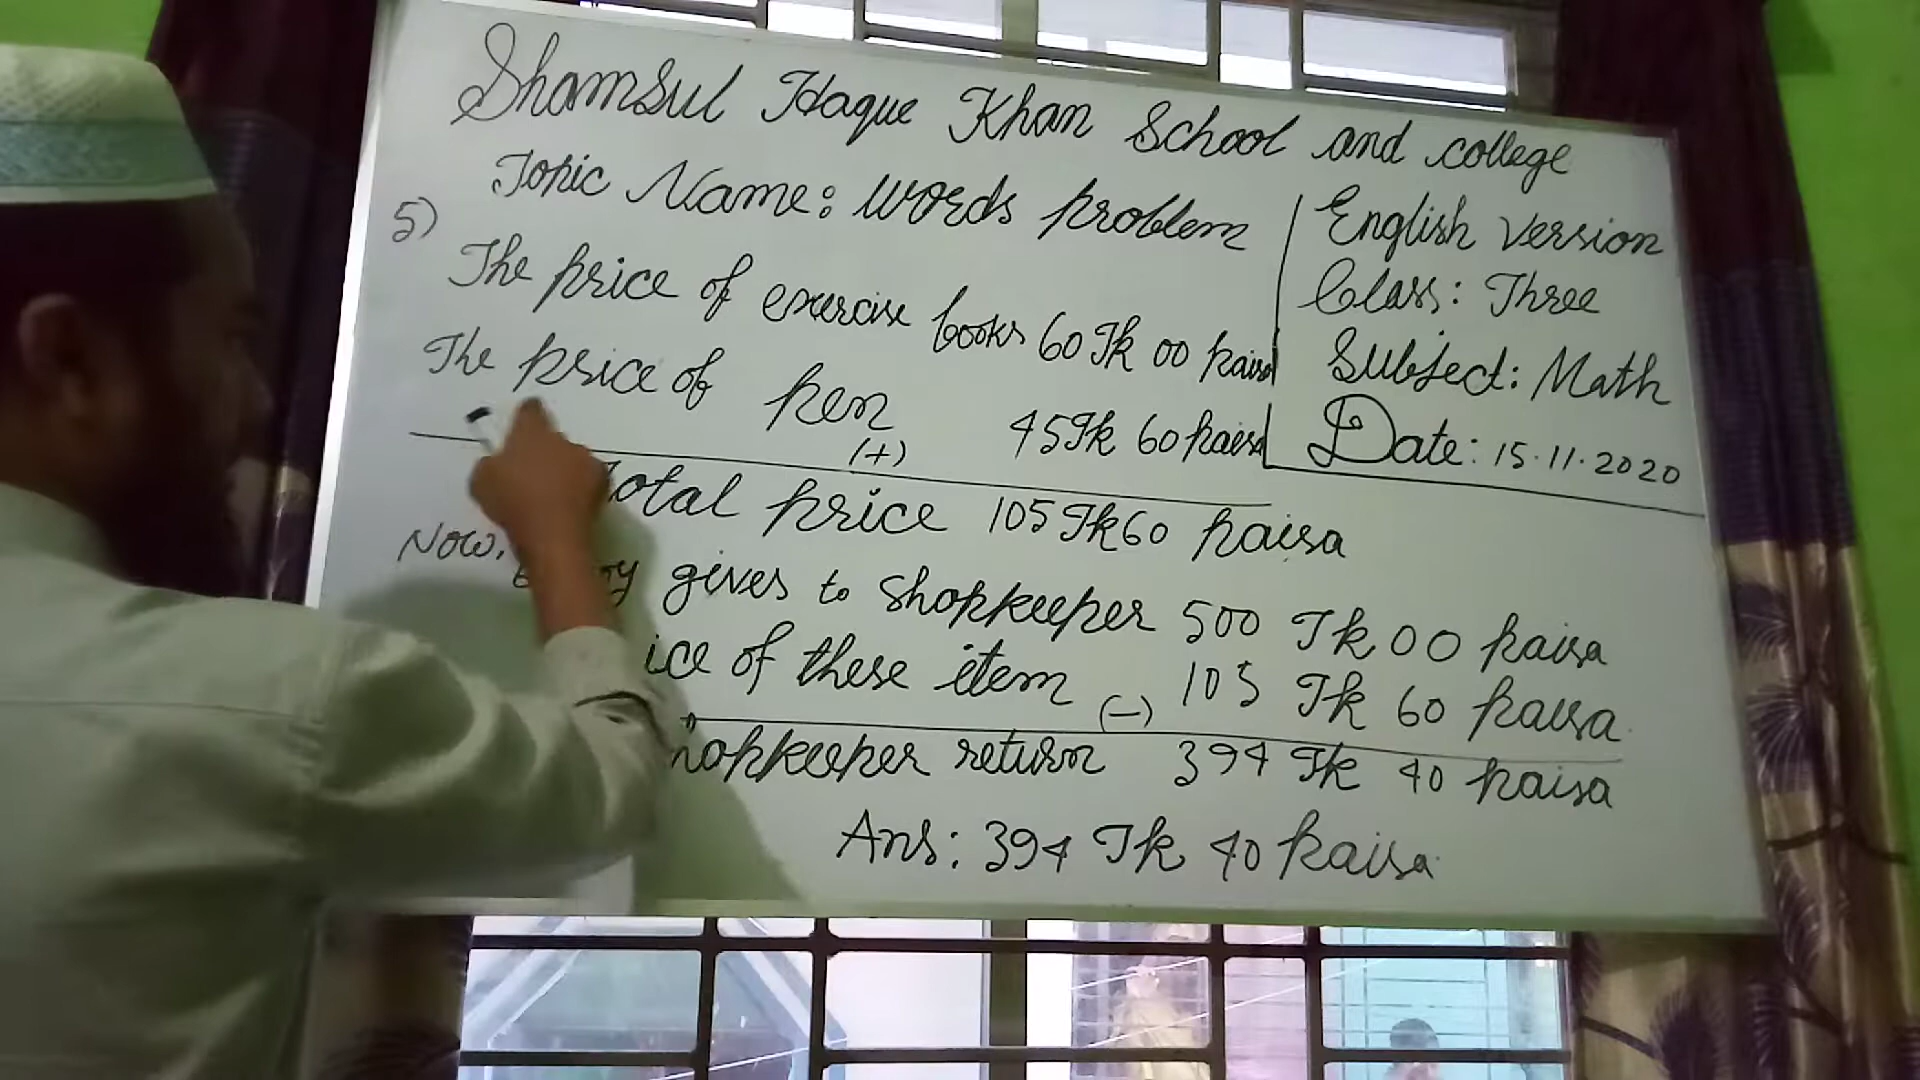 Shamsul Haque Khan School and college
Topic Name: words problem
English version
Class: Three
Subject: Math
Date: 15.11.2020
5)
The price of exercise books 60 Tk 00 paisa
The price of pen 45 Tk 60 paisa
(+)
Total price 105 Tk 60 paisa
Now, gives to shopkeeper 500 Tk 00 paisa
of these item (-) 105 Tk 60 paisa
shopkeeper return 394 Tk 40 paisa
Ans: 394 Tk 40 paisa